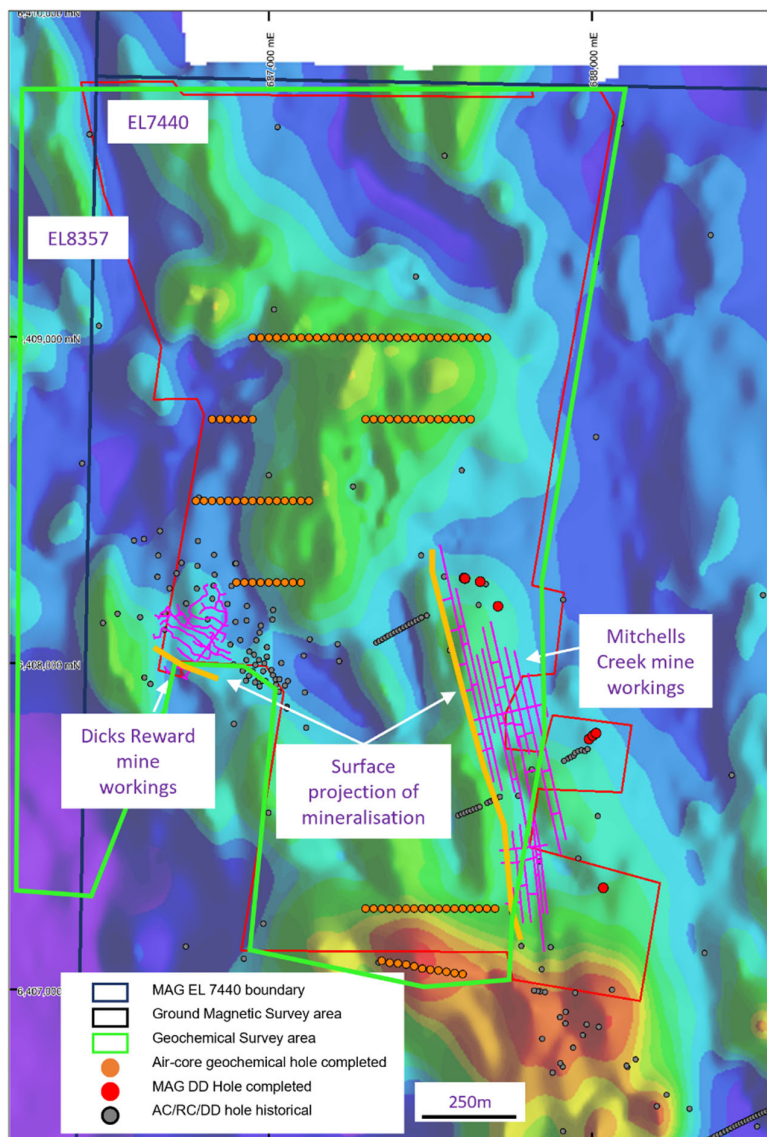 687,000 mE
688,000 mE
EL7440
EL8357
,409,000 mN
6,408,000 mN
Mitchells
Creek mine
workings
Dicks Reward
mine
workings
Surface
projection of
mineralisation
6,407,000
MAG EL 7440 boundary
Ground Magnetic Survey area
Geochemical Survey area
Air-core geochemical hole completed
MAG DD Hole completed
AC/RC/DD hole historical
250m